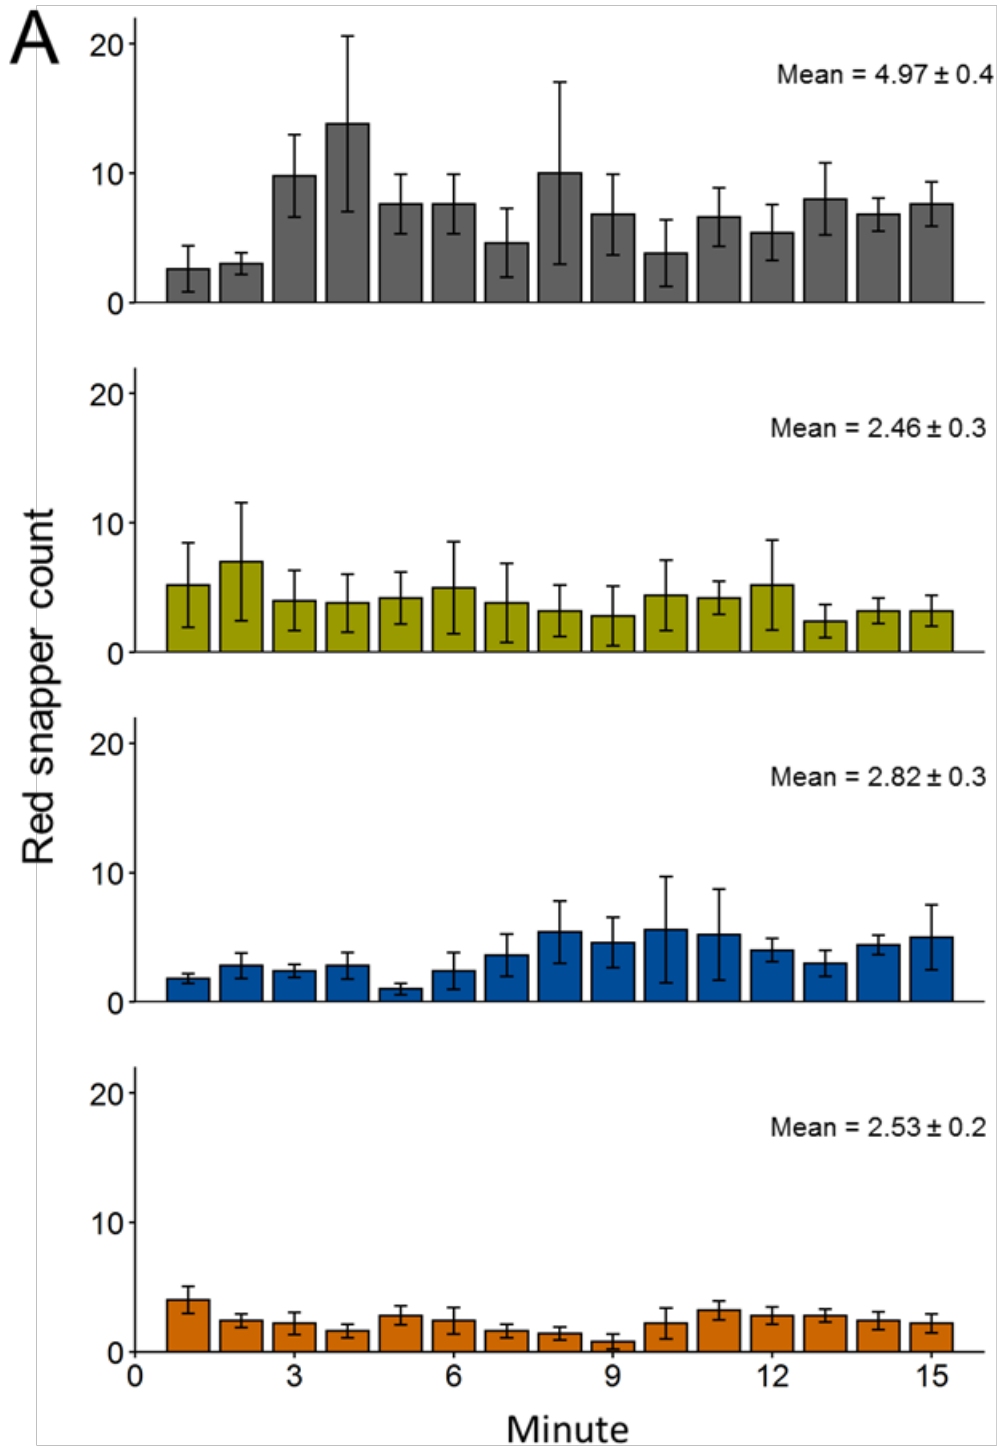 A
Red snapper count
20
10
0
Mean = 4.97 ± 0.4
20
10
0
Mean = 2.46 ± 0.3
20
10
0
Mean = 2.82 ± 0.3
20
10
0
Mean = 2.53 ± 0.2
0 3 6 9 12 15
Minute